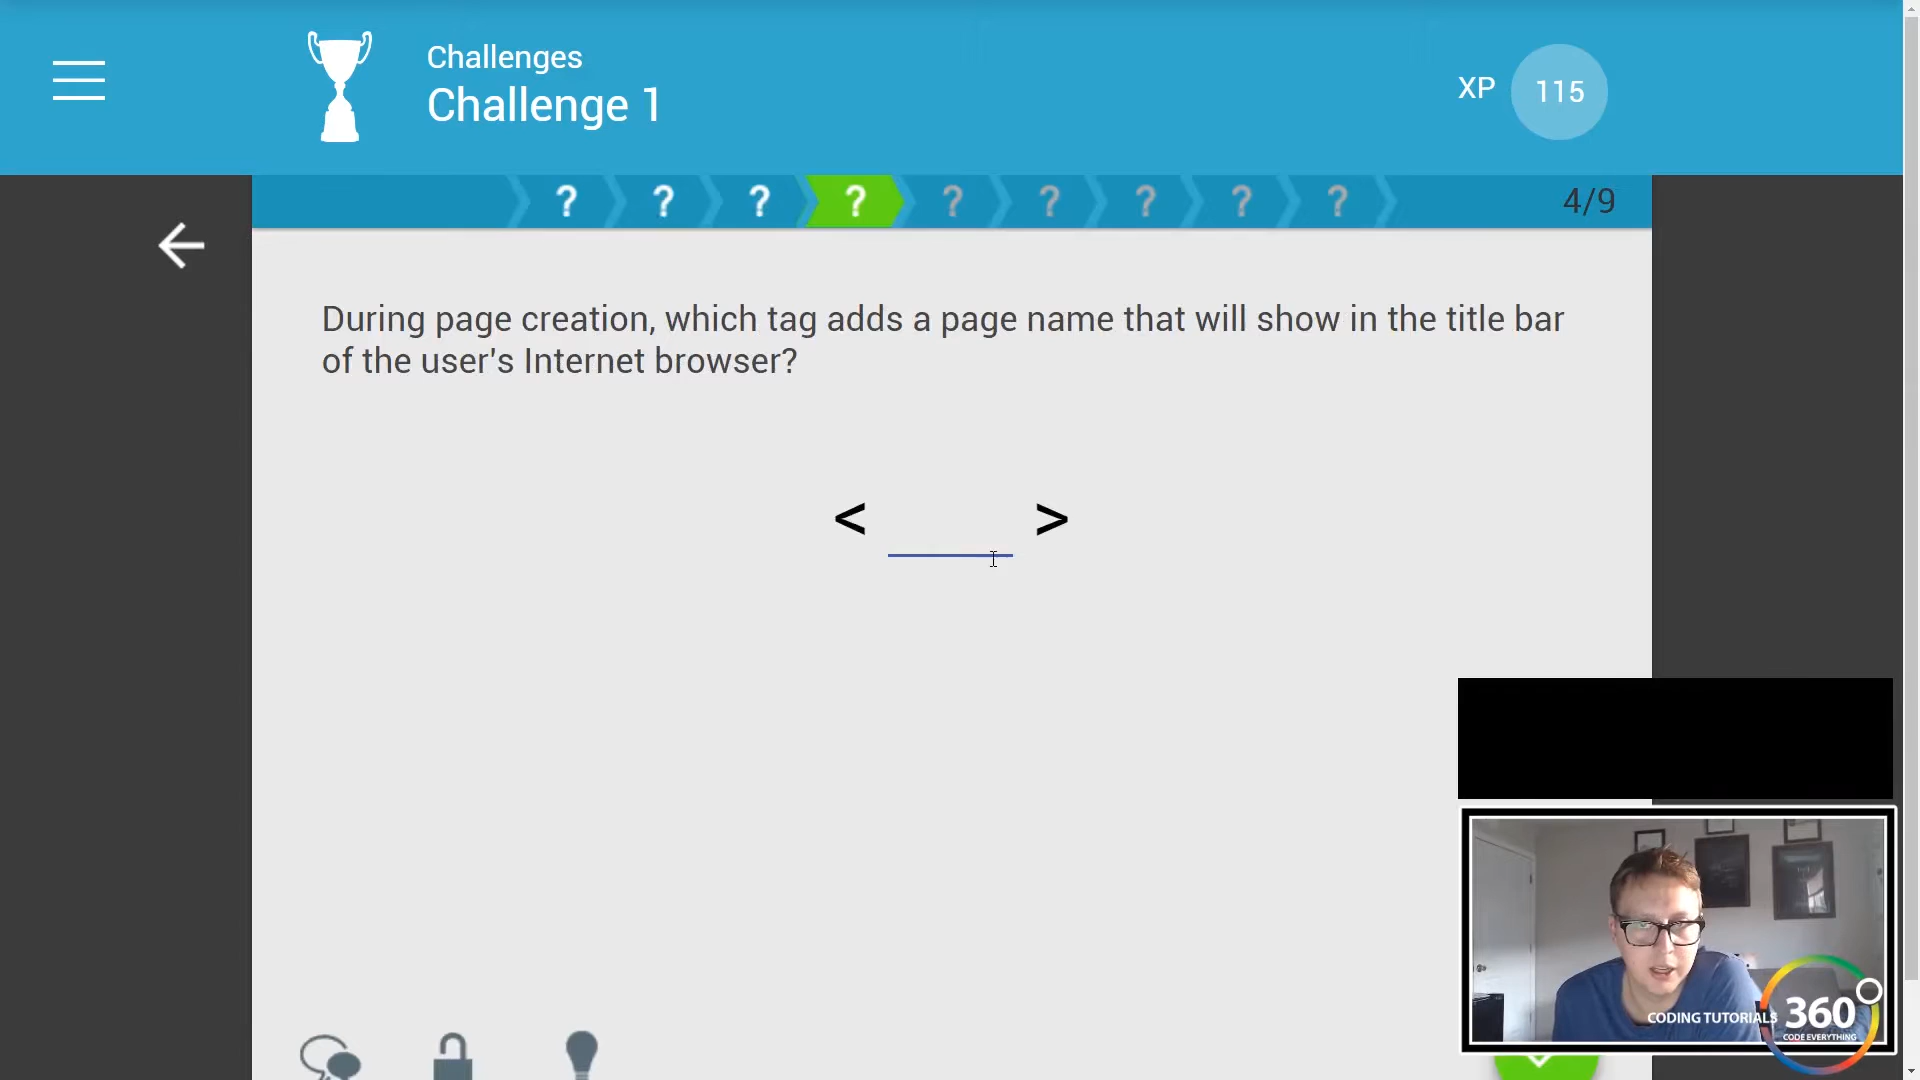 Challenges
Challenge 1
XP 115
? ? ? ? ? ? ? ? ?
4/9
During page creation, which tag adds a page name that will show in the title bar
of the user's Internet browser?
< >
CODING TUTORIALS 360
CODE EVERYTHING